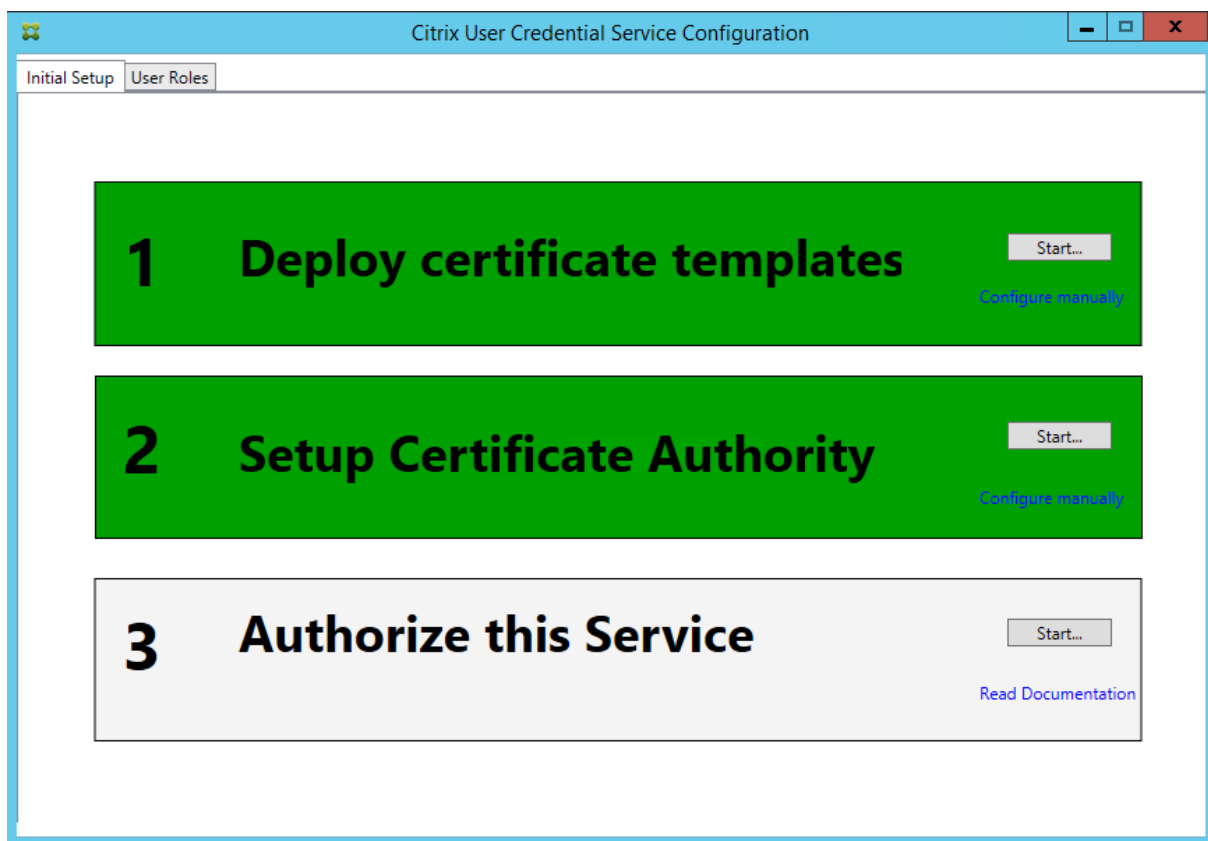 Citrix User Credential Service Configuration
Initial Setup User Roles
1 Deploy certificate templates Start...
Configure manually
2 Setup Certificate Authority Start...
Configure manually
3 Authorize this Service Start...
Read Documentation